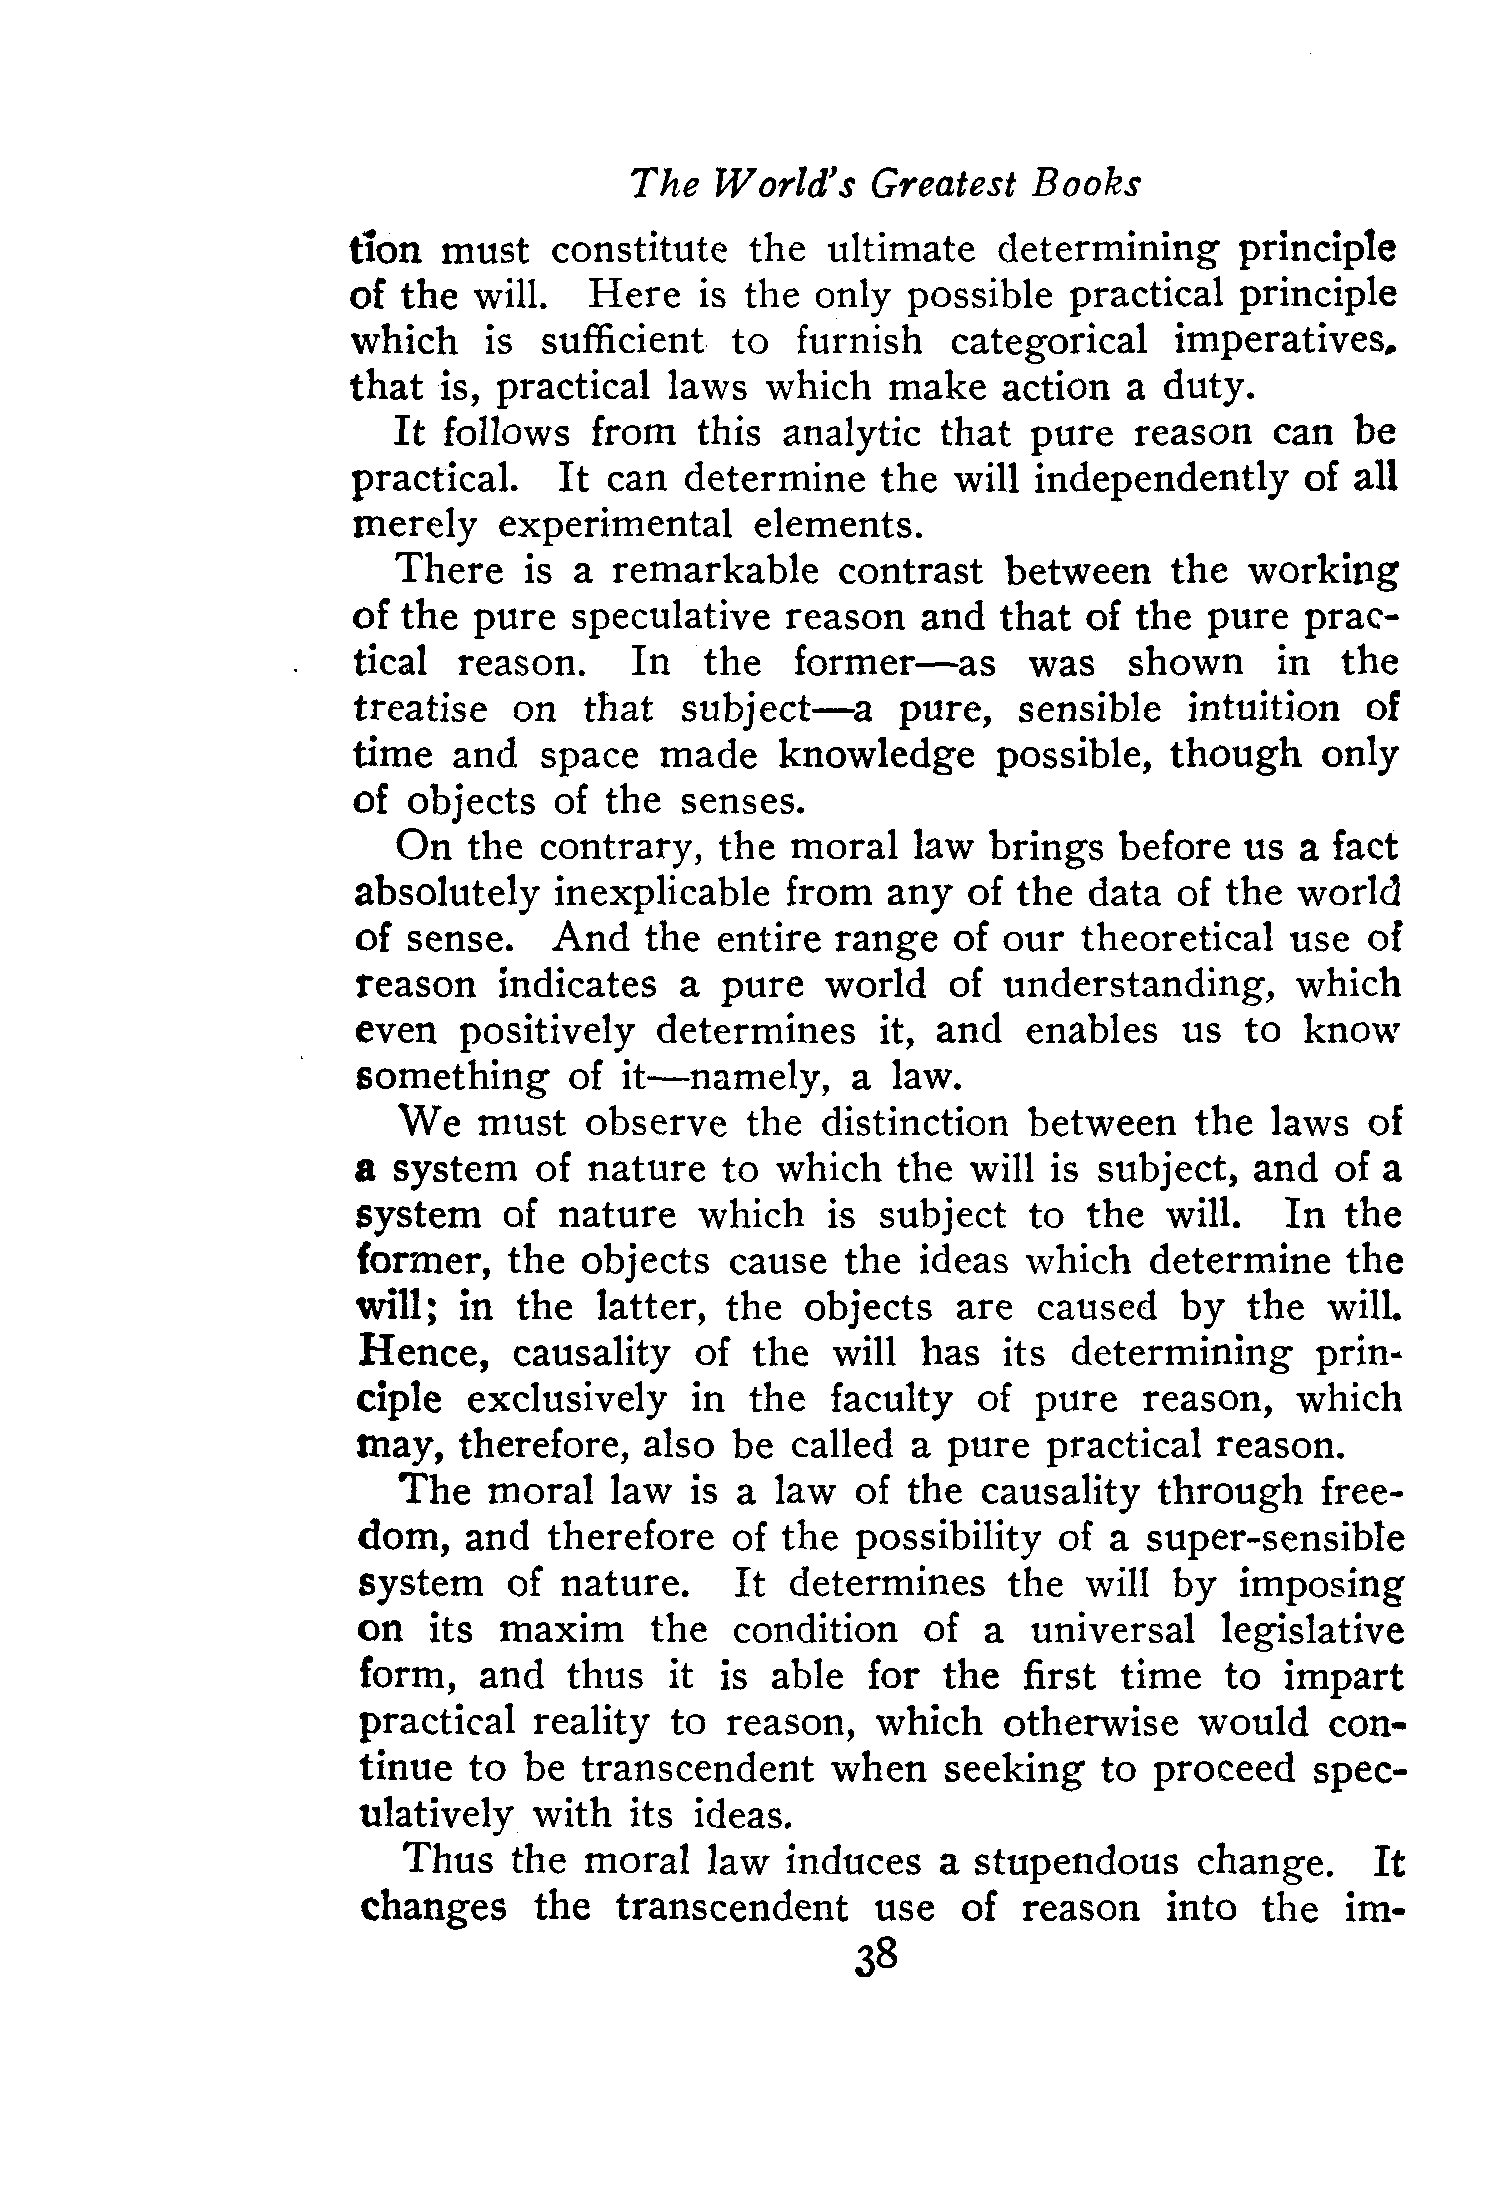 The World's Greatest Books
tion must constitute the ultimate determining principle
of the will. Here is the only possible practical principle
which is sufficient to furnish categorical imperatives,
that is, practical laws which make action a duty.
It follows from this analytic that pure reason can be
practical. It can determine the will independently of all
merely experimental elements.
There is a remarkable contrast between the working
of the pure speculative reason and that of the pure prac-
tical reason. In the former—as was shown in the
treatise on that subject—a pure, sensible intuition of
time and space made knowledge possible, though only
of objects of the senses.
On the contrary, the moral law brings before us a fact
absolutely inexplicable from any of the data of the world
of sense. And the entire range of our theoretical use of
reason indicates a pure world of understanding, which
even positively determines it, and enables us to know
something of it—namely, a law.
We must observe the distinction between the laws of
a system of nature to which the will is subject, and of a
system of nature which is subject to the will. In the
former, the objects cause the ideas which determine the
will; in the latter, the objects are caused by the will.
Hence, causality of the will has its determining prin-
ciple exclusively in the faculty of pure reason, which
may, therefore, also be called a pure practical reason.
The moral law is a law of the causality through free-
dom, and therefore of the possibility of a super-sensible
system of nature. It determines the will by imposing
on its maxim the condition of a universal legislative
form, and thus it is able for the first time to impart
practical reality to reason, which otherwise would con-
tinue to be transcendent when seeking to proceed spec-
ulatively with its ideas.
Thus the moral law induces a stupendous change. It
changes the transcendent use of reason into the im-
38